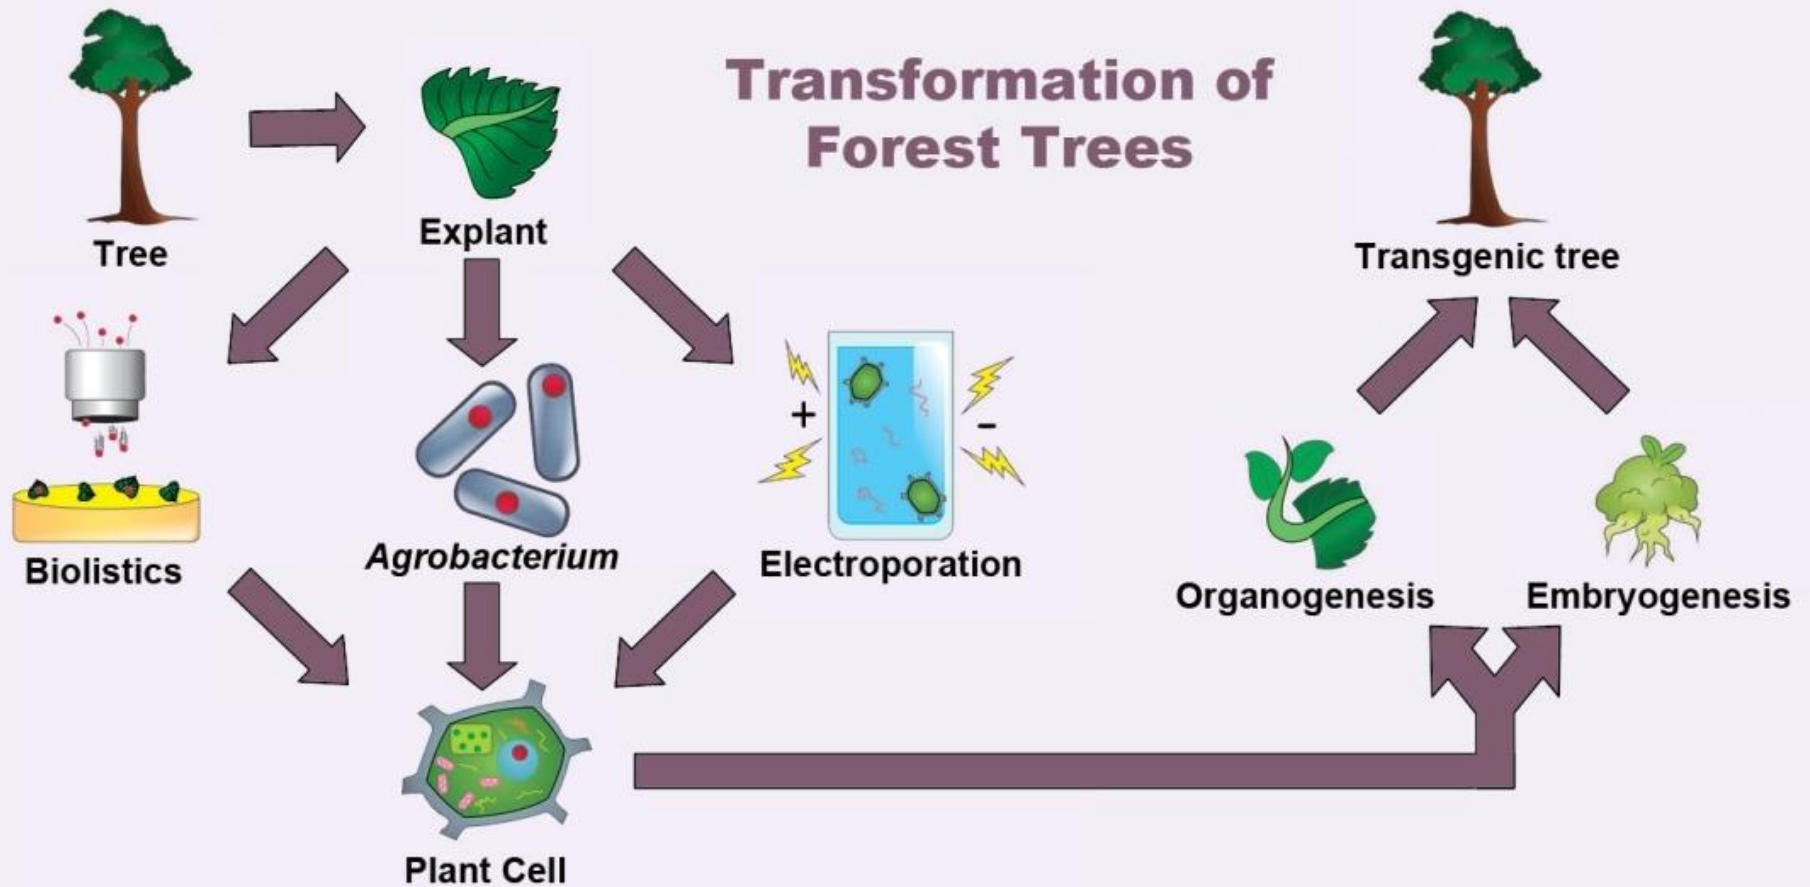 Transformation of
Forest Trees
Tree
Explant
Transgenic tree
+
-
Biolistics
Agrobacterium
Electroporation
Organogenesis
Embryogenesis
Plant Cell